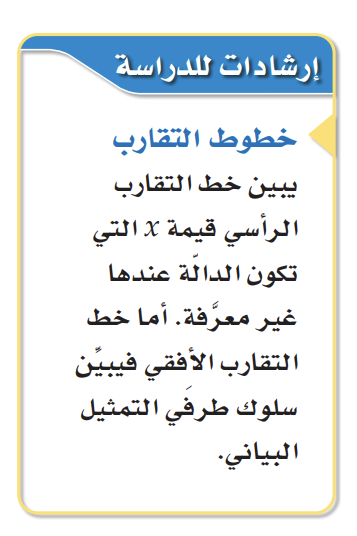 إرشادات للدراسة
خطوط التقارب
يبين خط التقارب
الرأسي قيمة x التي
تكون الدالّة عندها
غير معرَّفة. أما خط
التقارب الأفقي فيبيِّن
سلوك طرفَي التمثيل
البياني.